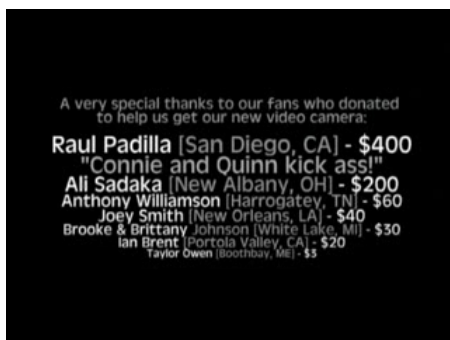 A very special thanks to our fans who donated
to help us get our new video camera:
Raul Padilla [San Diego, CA] - $400
"Connie and Quinn kick ass!"
Ali Sadaka [New Albany, OH] - $200
Anthony Williamson [Harrogatey, TN] - $60
Joey Smith [New Orleans, LA] - $40
Brooke & Brittany Johnson [White Lake, MI] - $30
Ian Brent [Portola Valley, CA] - $20
Taylor Owen [Boothbay, ME] - $3